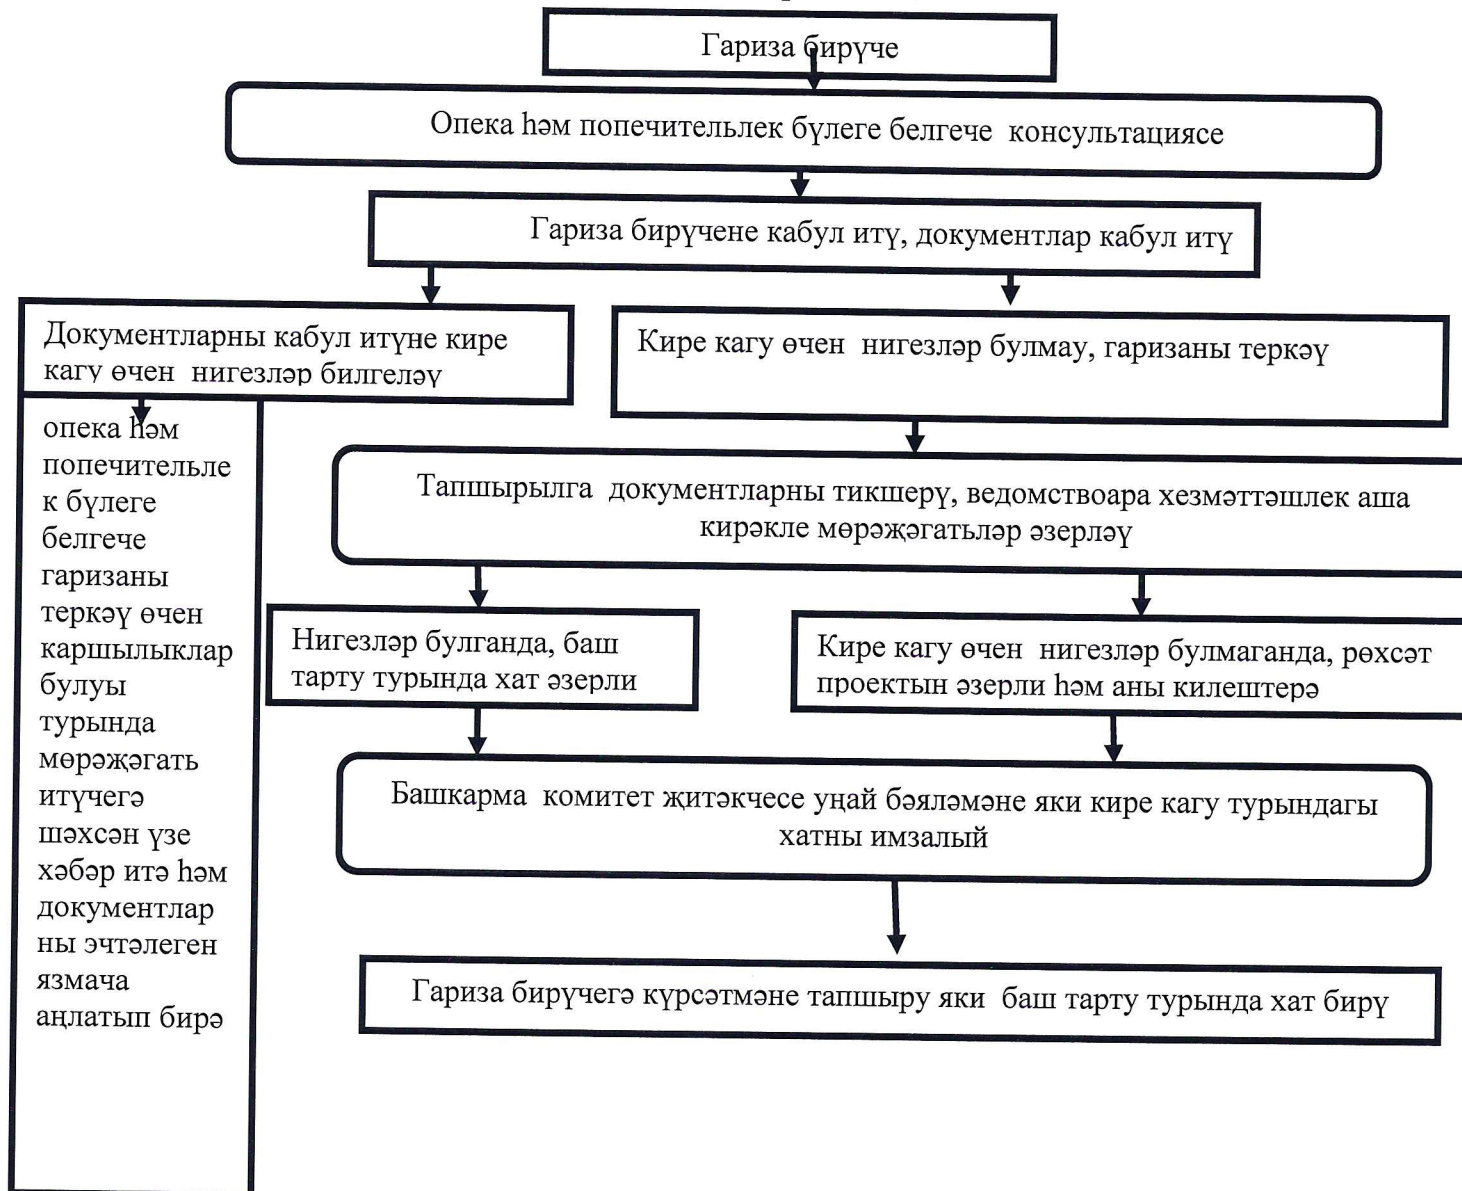 Гариза бирүче
Опека һәм попечительлек бүлеге белгече консультациясе
Гариза бирүчене кабул итү, документлар кабул итү
Документларны кабул итүне кире
кагу өчен нигезләр билгеләү
Кире кагу өчен нигезләр булмау, гаризаны теркәү
опека һәм
попечительле
к бүлеге
белгече
гаризаны
теркәү өчен
каршылыклар
булуы
турында
мөрәҗәгать
итүчегә
шәхсән үзе
хәбәр итә һәм
документлар
ны эчтәлеген
язмача
аңлатып бирә
Тапшырылга документларны тикшерү, ведомствоара хезмәттәшлек аша
кирәкле мөрәҗәгатьләр әзерләү
Нигезләр булганда, баш
тарту турында хат әзерли
Кире кагу өчен нигезләр булмаганда, рөхсәт
проектын әзерли һәм аны килештерә
Башкарма комитет җитәкчесе уңай бәяләмәне яки кире кагу турындагы
хатны имзалый
Гариза бирүчегә күрсәтмәне тапшыру яки баш тарту турында хат бирү